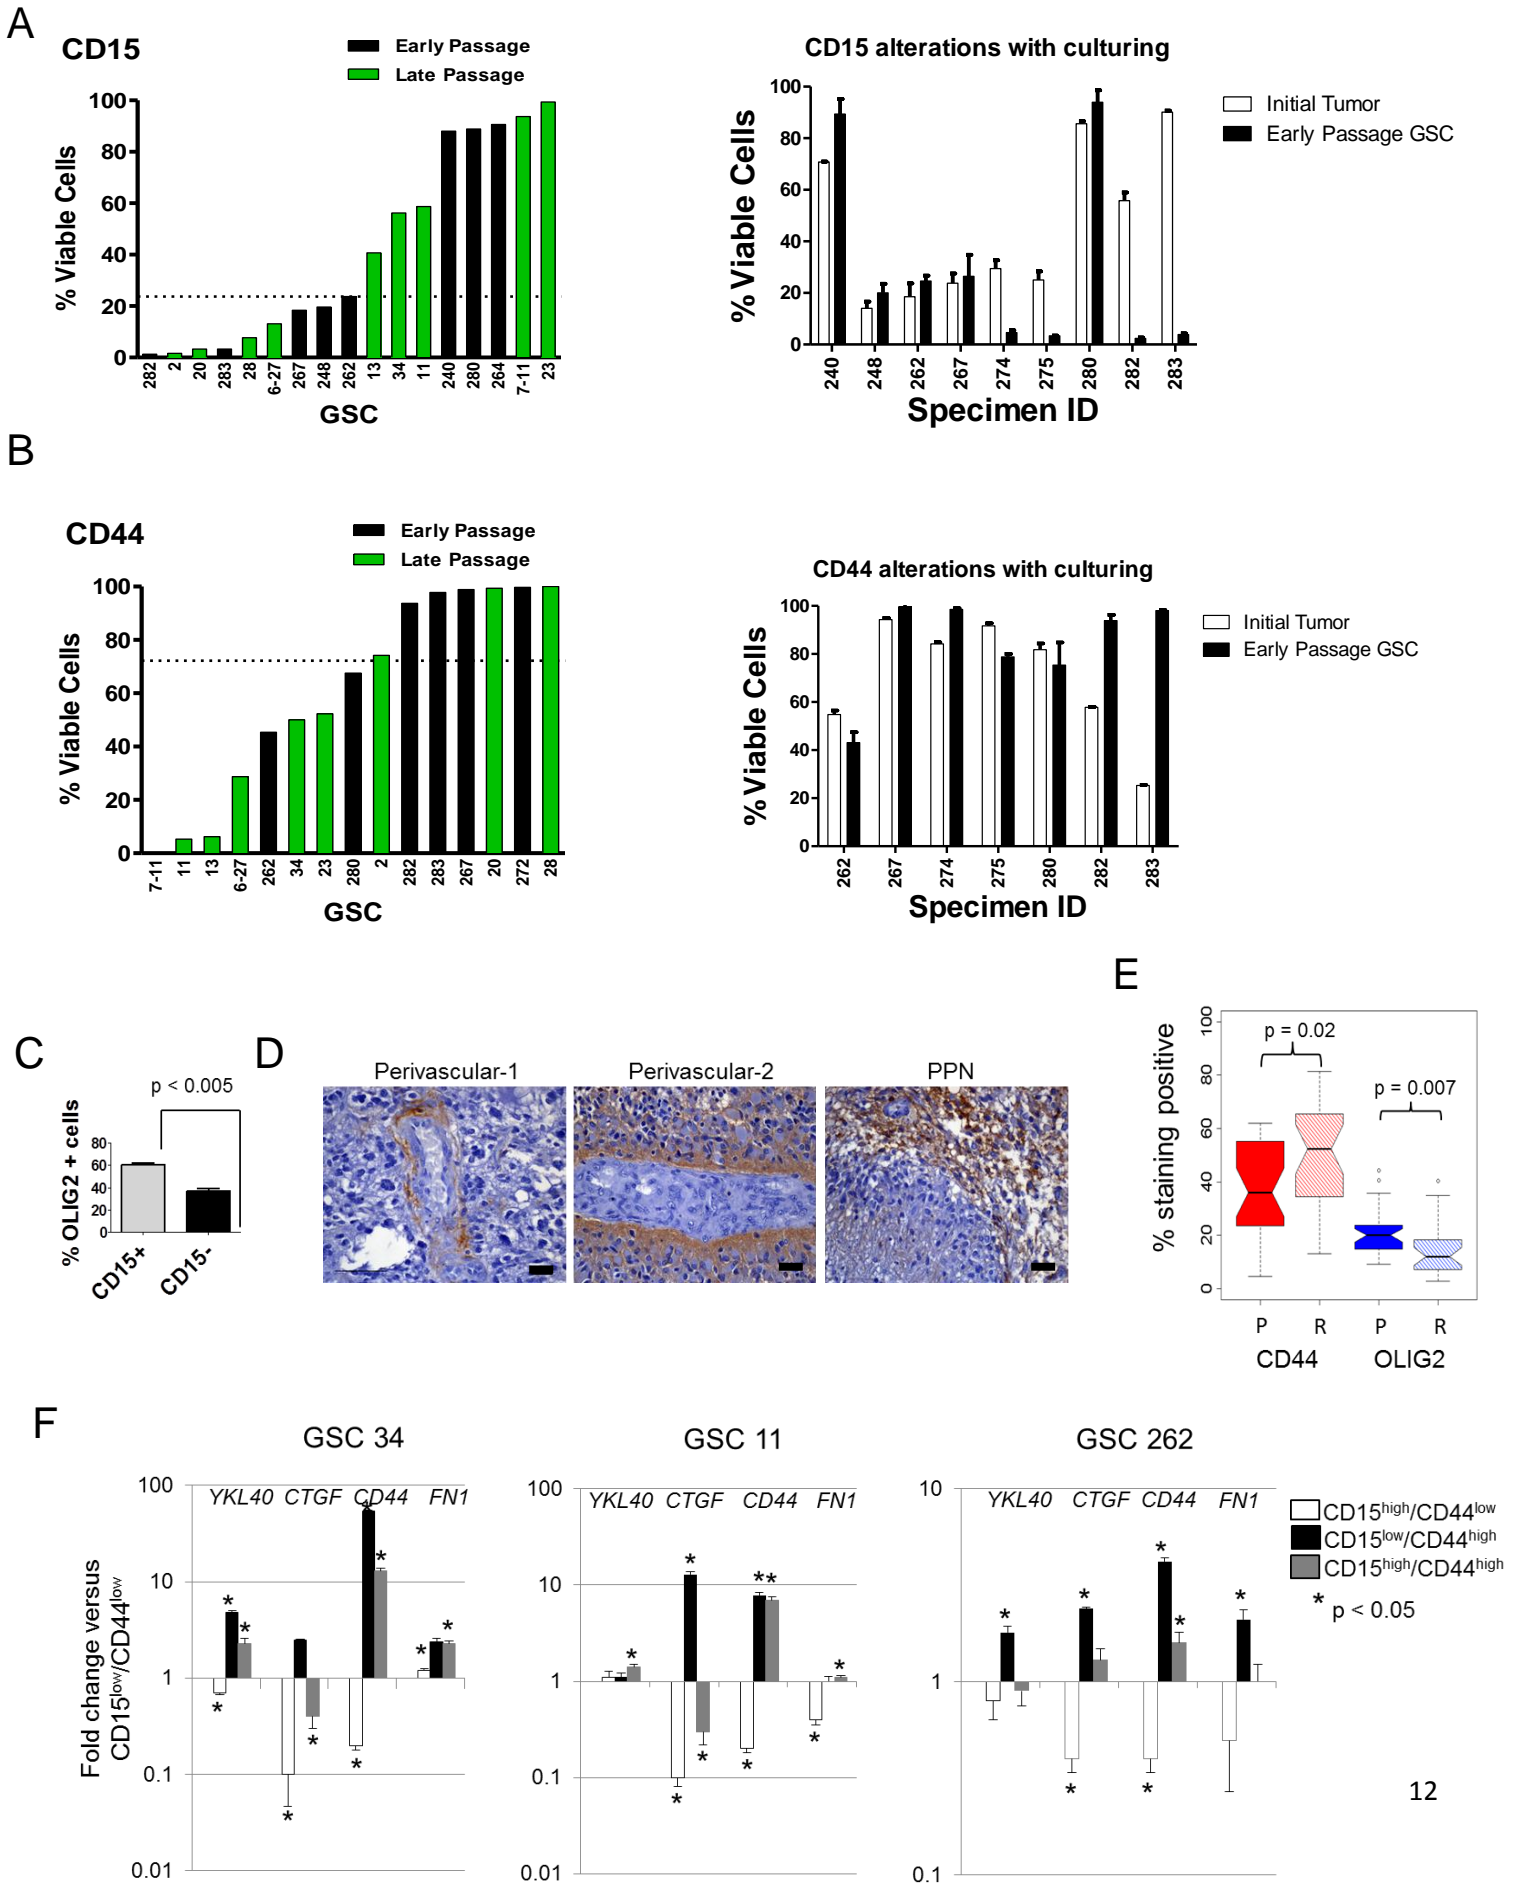 A
CD15
Early Passage
Late Passage
% Viable Cells
100
80
60
40
20
0
282 2 20 283 28 6-27 267 248 262 13 34 11 240 280 264 7-11 23
GSC
CD15 alterations with culturing
Initial Tumor
Early Passage GSC
% Viable Cells
100
80
60
40
20
0
240 248 262 267 274 275 280 282 283
Specimen ID
B
CD44
Early Passage
Late Passage
% Viable Cells
100
80
60
40
20
0
7-11 11 13 6-27 262 34 23 280 2 282 283 267 20 272 28
GSC
CD44 alterations with culturing
Initial Tumor
Early Passage GSC
% Viable Cells
100
80
60
40
20
0
262 267 274 275 280 282 283
Specimen ID
C
p < 0.005
% OLIG2 + cells
80
60
40
20
0
CD15+ CD15-
D
Perivascular-1 Perivascular-2 PPN
E
% staining positive
100
80
60
40
20
0
p = 0.02
p = 0.007
P R P R
CD44 OLIG2
F
Fold change versus
CD15low/CD44low
GSC 34
100
10
1
0.1
0.01
YKL40 CTGF CD44 FN1
* * * * * * * * *
GSC 11
100
10
1
0.1
0.01
YKL40 CTGF CD44 FN1
* * * * * * * * *
GSC 262
10
1
0.1
YKL40 CTGF CD44 FN1
* * * * * * *
CD15high/CD44low
CD15low/CD44high
CD15high/CD44high
* p < 0.05
12